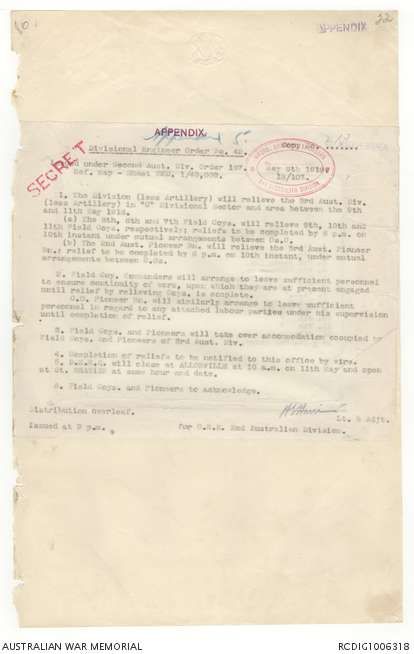 APPENDIX 22
APPENDIX 5.
Divisional Engineer Order No. 42. Copy No.
SECRET
Issued under Second Aust. Div. Order 127. May 8th 1918
Ref. Map - Sheet 62D, 1/40,000.
1. The Division (less Artillery) will relieve the 3rd Aust. Div.
(less Artillery) in "C" Divisional Sector and area between the 9th
and 11th May 1918.
(a) The 5th, 6th and 7th Field Coys. will relieve 9th, 10th and
11th Field Coys. respectively; reliefs to be completed by 6 p.m. on
10th instant under mutual arrangements between Os.C.
(b) The 2nd Aust. Pioneer Bn. will relieve the 3rd Aust. Pioneer
Bn., relief to be completed by 6 p.m. on 10th instant, under mutual
arrangements between C.Os.
2. Field Coy. Commanders will arrange to leave sufficient personnel
to ensure continuity of work, upon which they are at present engaged
until relief by relieving Coys. is complete.
C.O. Pioneer Bn. will similarly arrange to leave sufficient
personnel in regard to any attached labour parties under his supervision
until completion of relief.
3. Field Coys. and Pioneers will take over accomodation occupied by
Field Coys. and Pioneers of 3rd Aust. Div.
4. Completion of reliefs to be notified to this office by wire.
5. D.H.Q. will close at ALLONVILLE at 10 a.m. on 11th May and open
at St. GRATIEN at same hour and date.
6. Field Coys. and Pioneers to acknowledge.
Distribution overleaf.
Lt. & Adjt.
Issued at 9 p.m. for C.R.E. 2nd Australian Division.
AUSTRALIAN WAR MEMORIAL RCDIG1006318